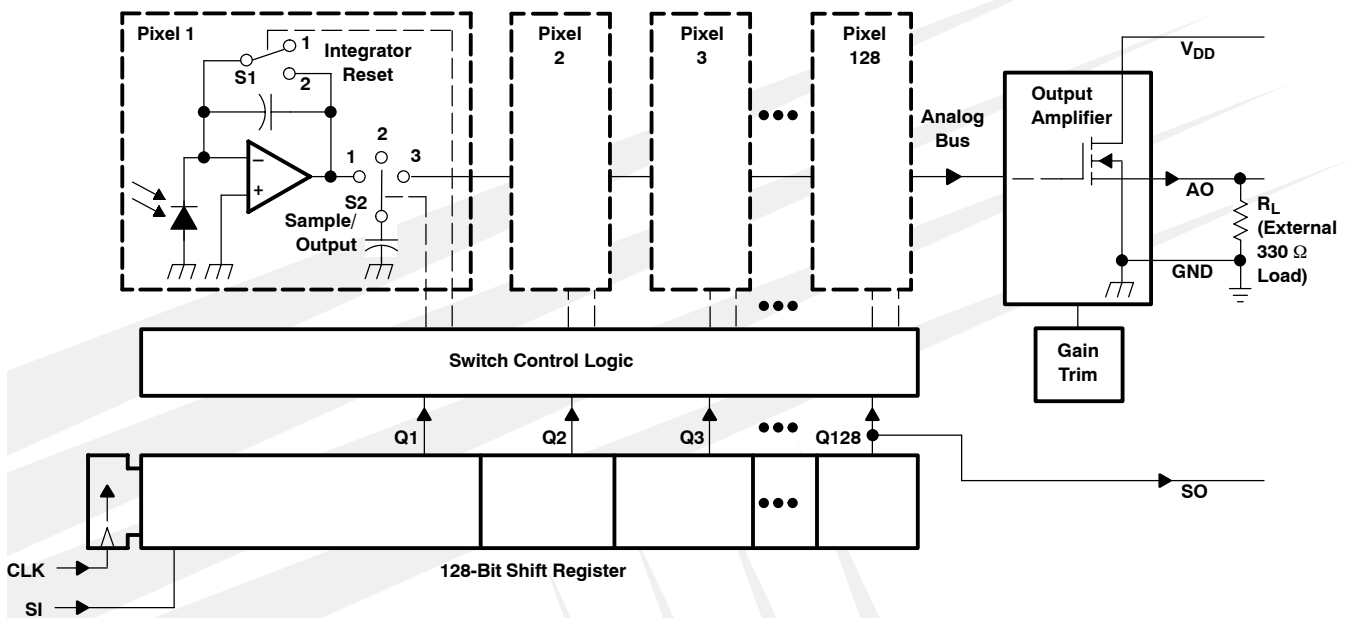 Pixel 1
1
Integrator
Reset
S1
2
−
+
1
2
3
S2
Sample/
Output
Pixel
2
Pixel
3
Pixel
128
Analog
Bus
Output
Amplifier
VDD
AO
RL
(External
330 Ω
Load)
GND
Gain
Trim
Switch Control Logic
Q1
Q2
Q3
Q128
SO
CLK
SI
128-Bit Shift Register